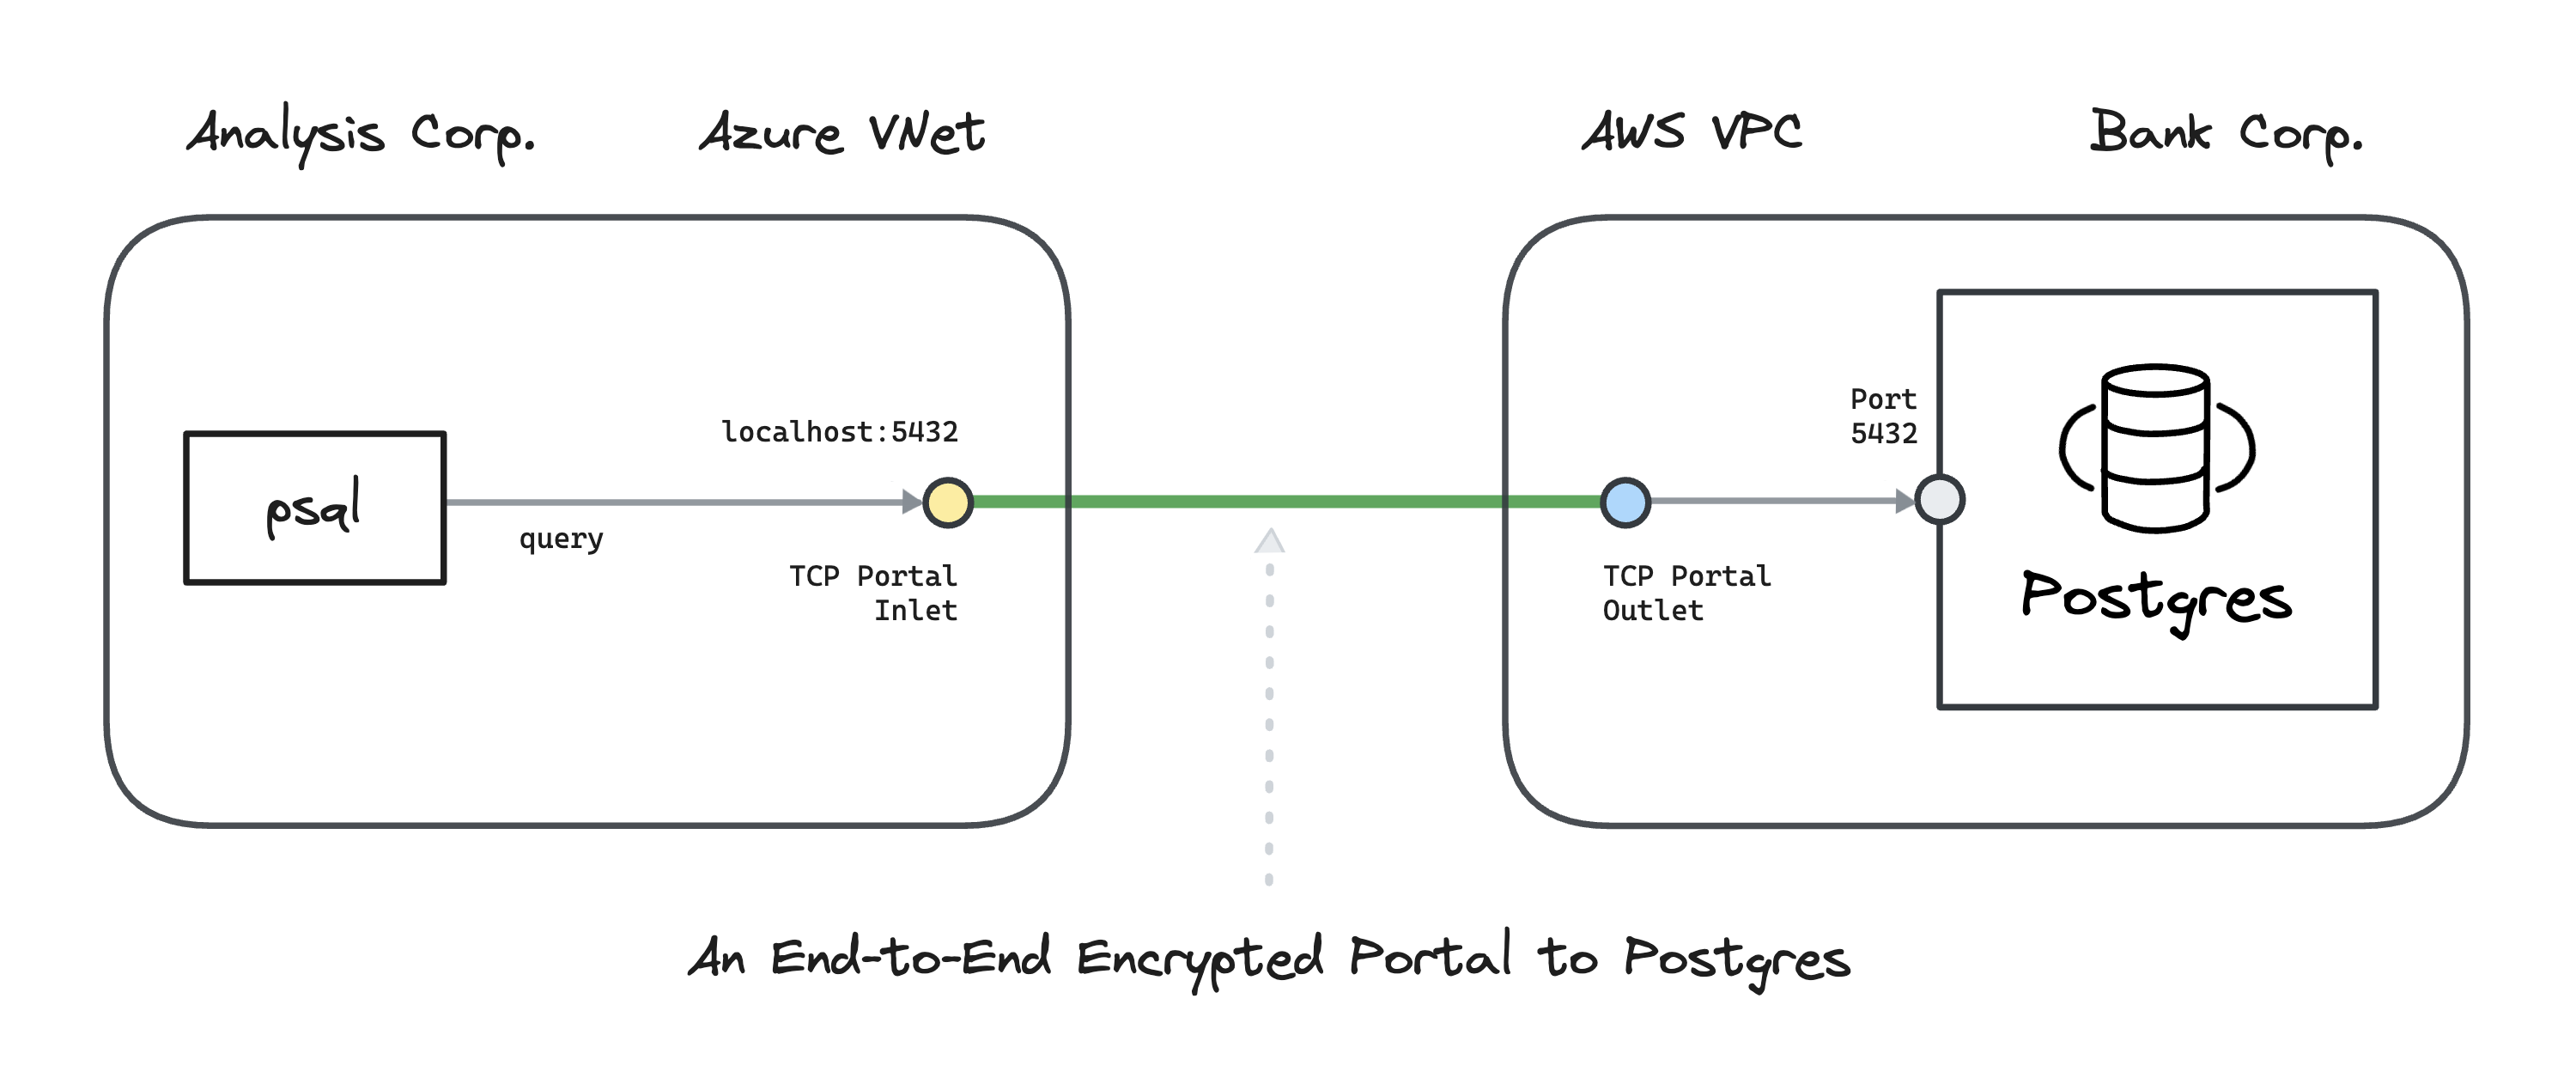 Analysis Corp.
Azure VNet
AWS VPC
Bank Corp.
psql
query
localhost:5432
TCP Portal
Inlet
TCP Portal
Outlet
Port
5432
Postgres
An End-to-End Encrypted Portal to Postgres